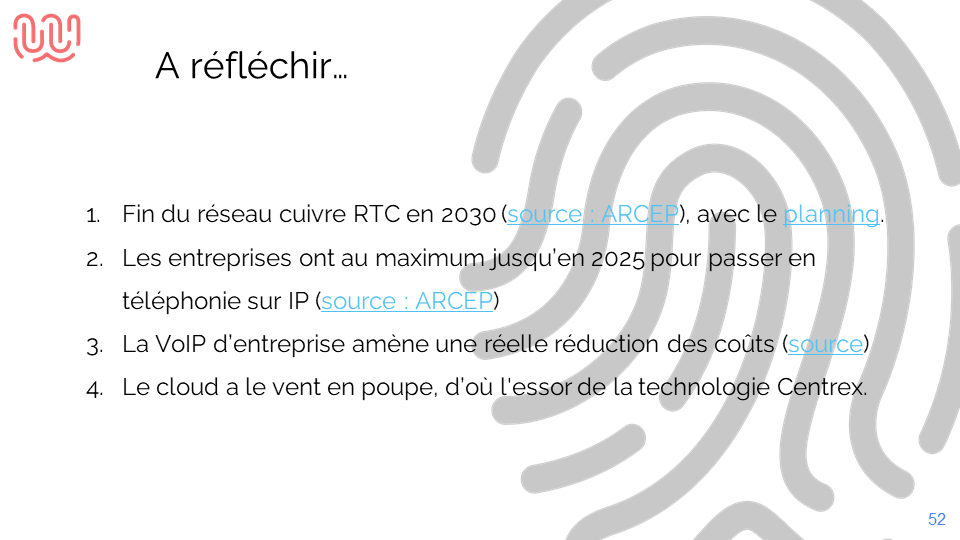 A réfléchir…
1. Fin du réseau cuivre RTC en 2030 (source : ARCEP), avec le planning.
2. Les entreprises ont au maximum jusqu’en 2025 pour passer en
téléphonie sur IP (source : ARCEP)
3. La VoIP d’entreprise amène une réelle réduction des coûts (source)
4. Le cloud a le vent en poupe, d’où l'essor de la technologie Centrex.
52